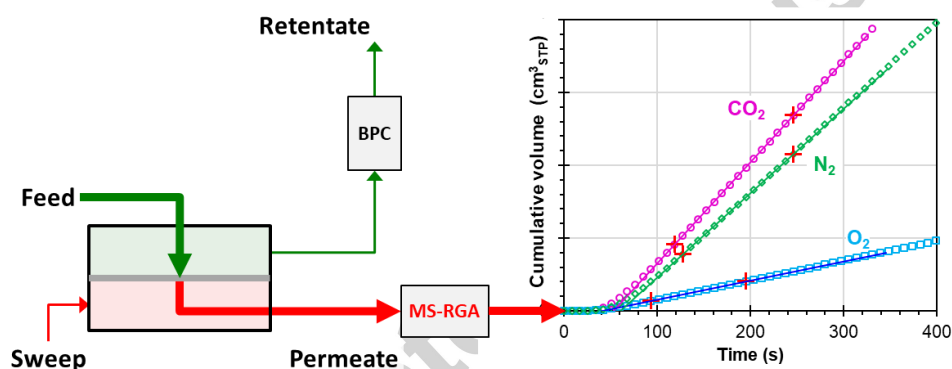 Retentate
BPC
Feed
MS-RGA
Sweep
Permeate
Cumulative volume (cm³STP)
CO₂
N₂
O₂
0 100 200 300 400
Time (s)